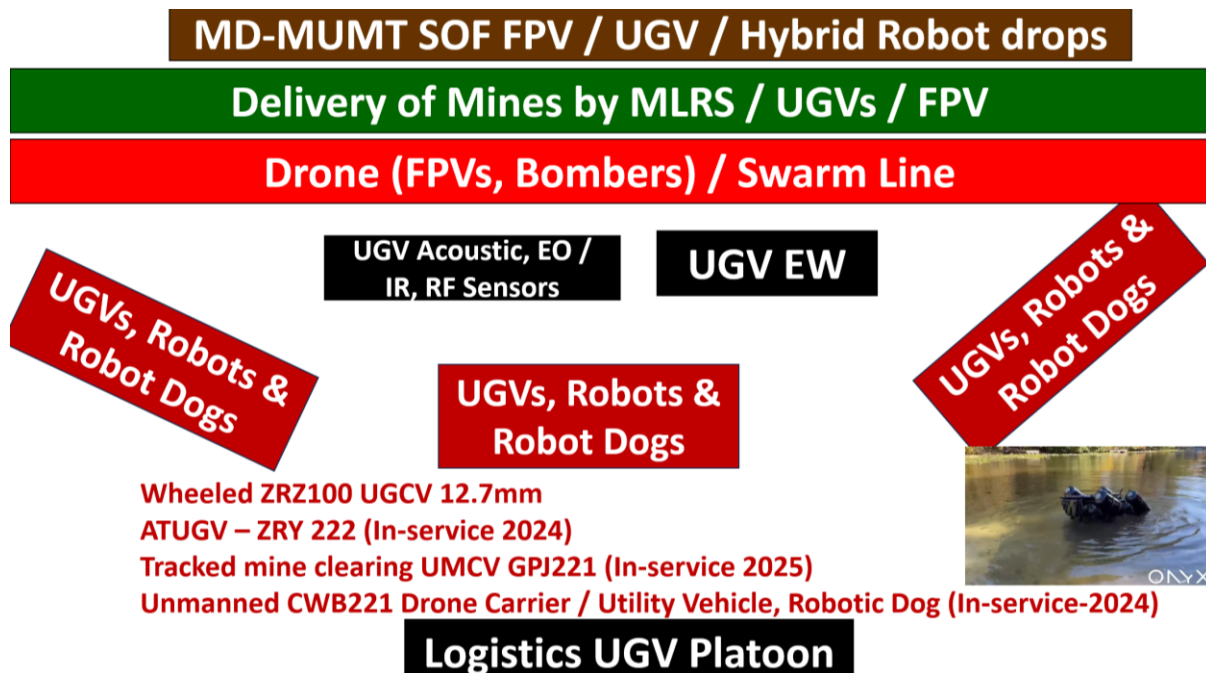 MD-MUMT SOF FPV / UGV / Hybrid Robot drops
Delivery of Mines by MLRS / UGVs / FPV
Drone (FPVs, Bombers) / Swarm Line
UGV Acoustic, EO /
IR, RF Sensors
UGV EW
UGVs, Robots &
Robot Dogs
UGVs, Robots &
Robot Dogs
UGVs, Robots &
Robot Dogs
Wheeled ZRZ100 UGCV 12.7mm
ATUGV – ZRY 222 (In-service 2024)
Tracked mine clearing UMCV GPJ221 (In-service 2025)
Unmanned CWB221 Drone Carrier / Utility Vehicle, Robotic Dog (In-service-2024)
ONYX
Logistics UGV Platoon